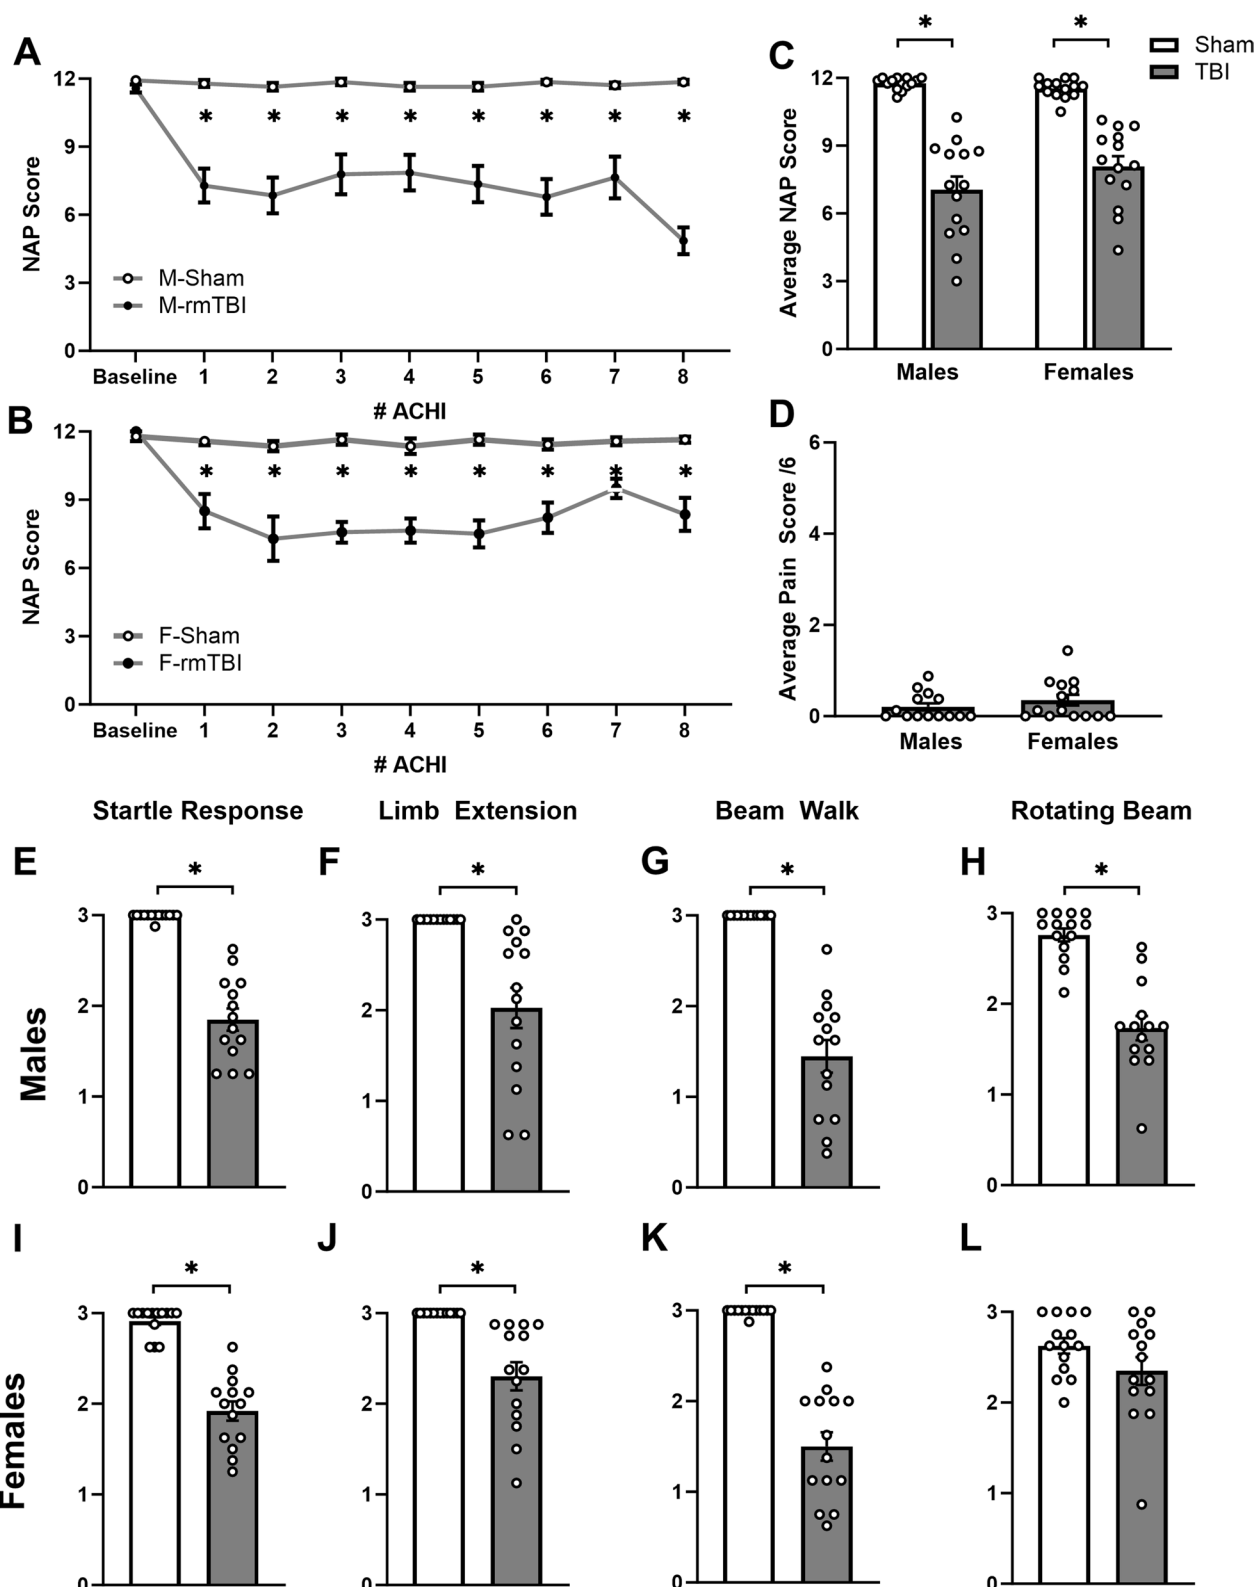 A
12
9
6
3
0
NAP Score
*
*
*
*
*
*
*
*
M-Sham
M-rmTBI
Baseline 1 2 3 4 5 6 7 8
# ACHI
B
12
9
6
3
0
NAP Score
*
*
*
*
*
*
*
*
F-Sham
F-rmTBI
Baseline 1 2 3 4 5 6 7 8
# ACHI
C
Sham
TBI
*
*
12
9
6
3
0
Average NAP Score
Males Females
D
6
4
2
0
Average Pain Score /6
Males Females
Startle Response
Limb Extension
Beam Walk
Rotating Beam
Males
E
*
3
2
1
0
F
*
3
2
1
0
G
*
3
2
1
0
H
*
3
2
1
0
Females
I
*
3
2
1
0
J
*
3
2
1
0
K
*
3
2
1
0
L
3
2
1
0